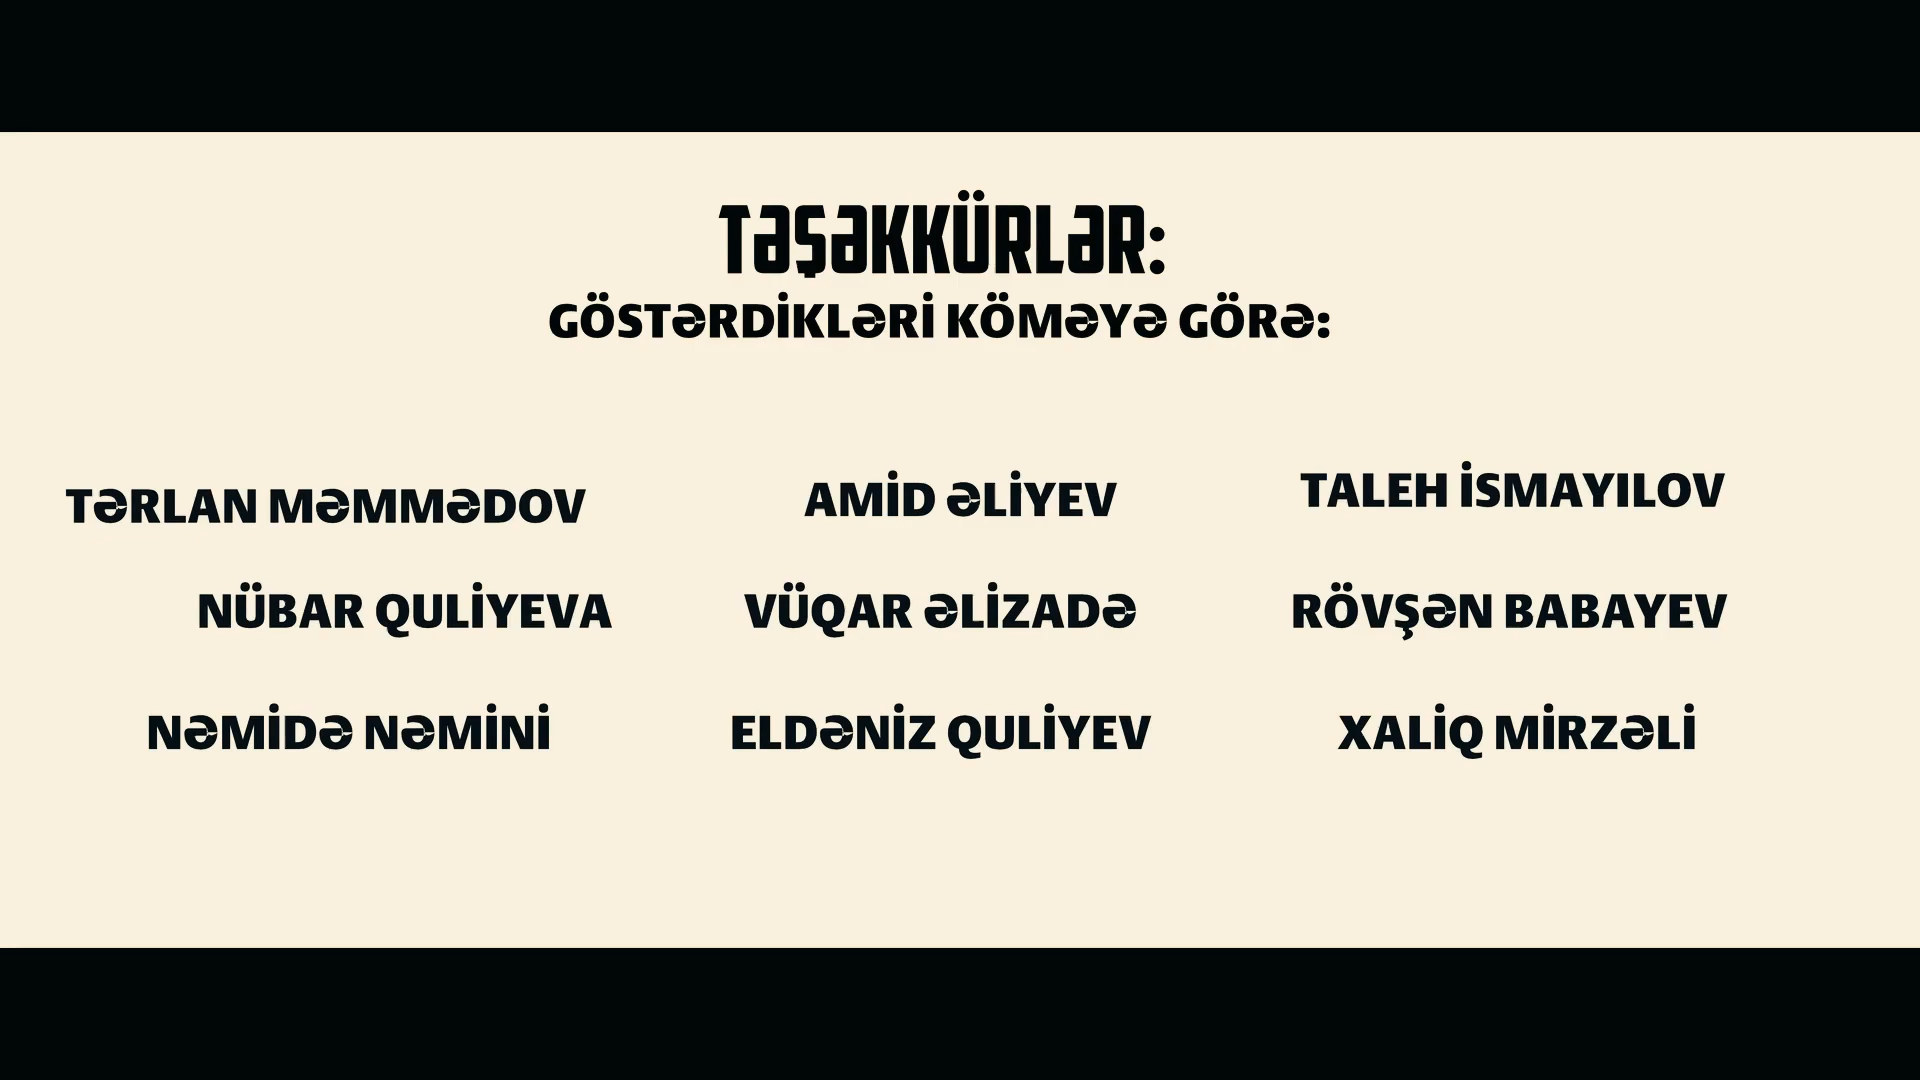 TƏŞƏKKÜRLƏR:
GÖSTƏRDİKLƏRİ KÖMƏYƏ GÖRƏ:
TƏRLAN MƏMMƏDOV
AMİD ƏLİYEV
TALEH İSMAYILOV
NÜBAR QULİYEVA
VÜQAR ƏLİZADƏ
RÖVŞƏN BABAYEV
NƏMİDƏ NƏMİNİ
ELDƏNİZ QULİYEV
XALİQ MİRZƏLİ